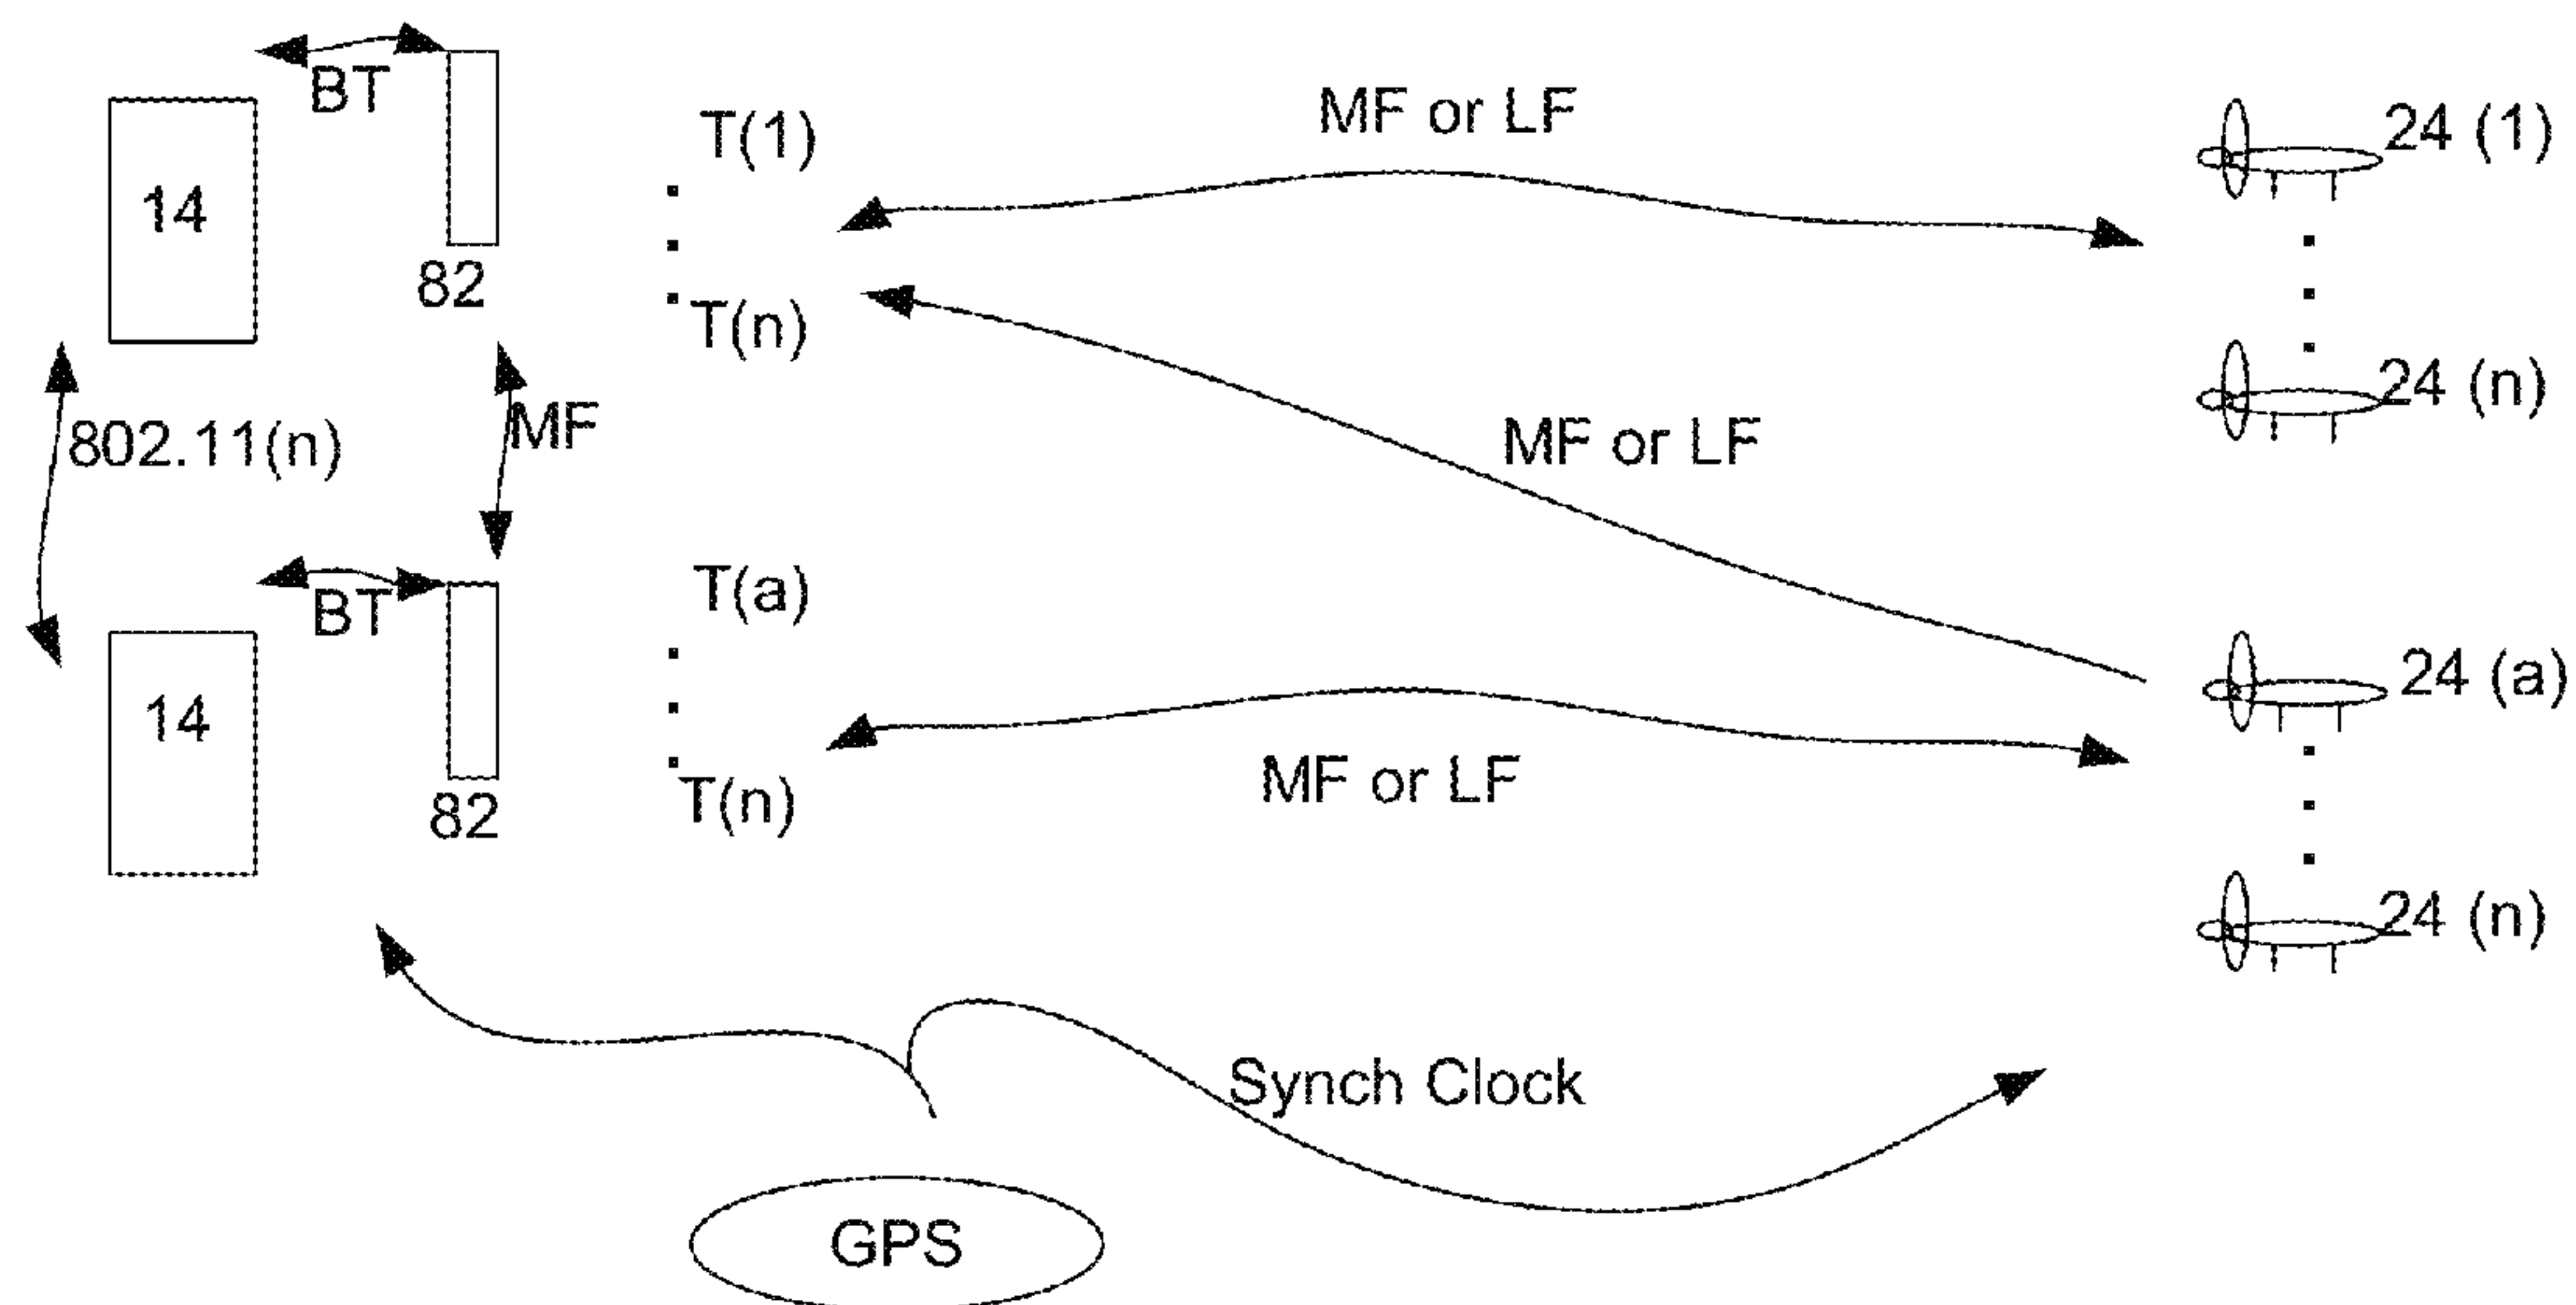 BT
14
82
T(1)
T(n)
MF or LF
24 (1)
24 (n)
802.11(n)
MF
MF or LF
BT
14
82
T(a)
T(n)
MF or LF
24 (a)
24 (n)
Synch Clock
GPS